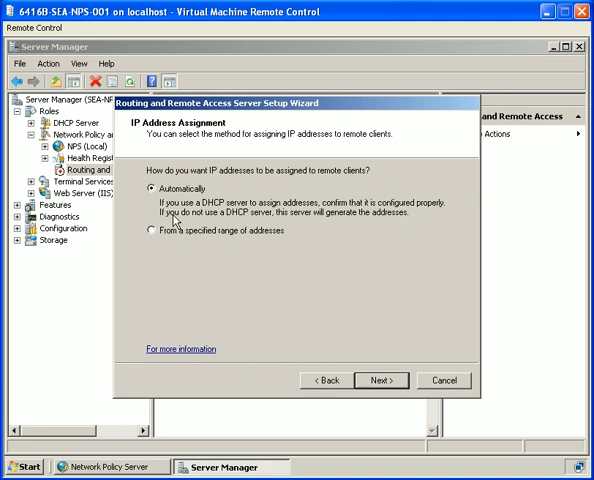 6416B-SEA-NPS-001 on localhost - Virtual Machine Remote Control
Remote Control
Server Manager
File Action View Help
Server Manager (SEA-NP
Roles
DHCP Server
Network Policy ar
NPS (Local)
Health Regist
Routing and
Terminal Services
Web Server (IIS)
Features
Diagnostics
Configuration
Storage
Routing and Remote Access Server Setup Wizard
IP Address Assignment
You can select the method for assigning IP addresses to remote clients.
How do you want IP addresses to be assigned to remote clients?
Automatically
If you use a DHCP server to assign addresses, confirm that it is configured properly.
If you do not use a DHCP server, this server will generate the addresses.
From a specified range of addresses
For more information
< Back Next > Cancel
and Remote Access
Actions
Start Network Policy Server Server Manager